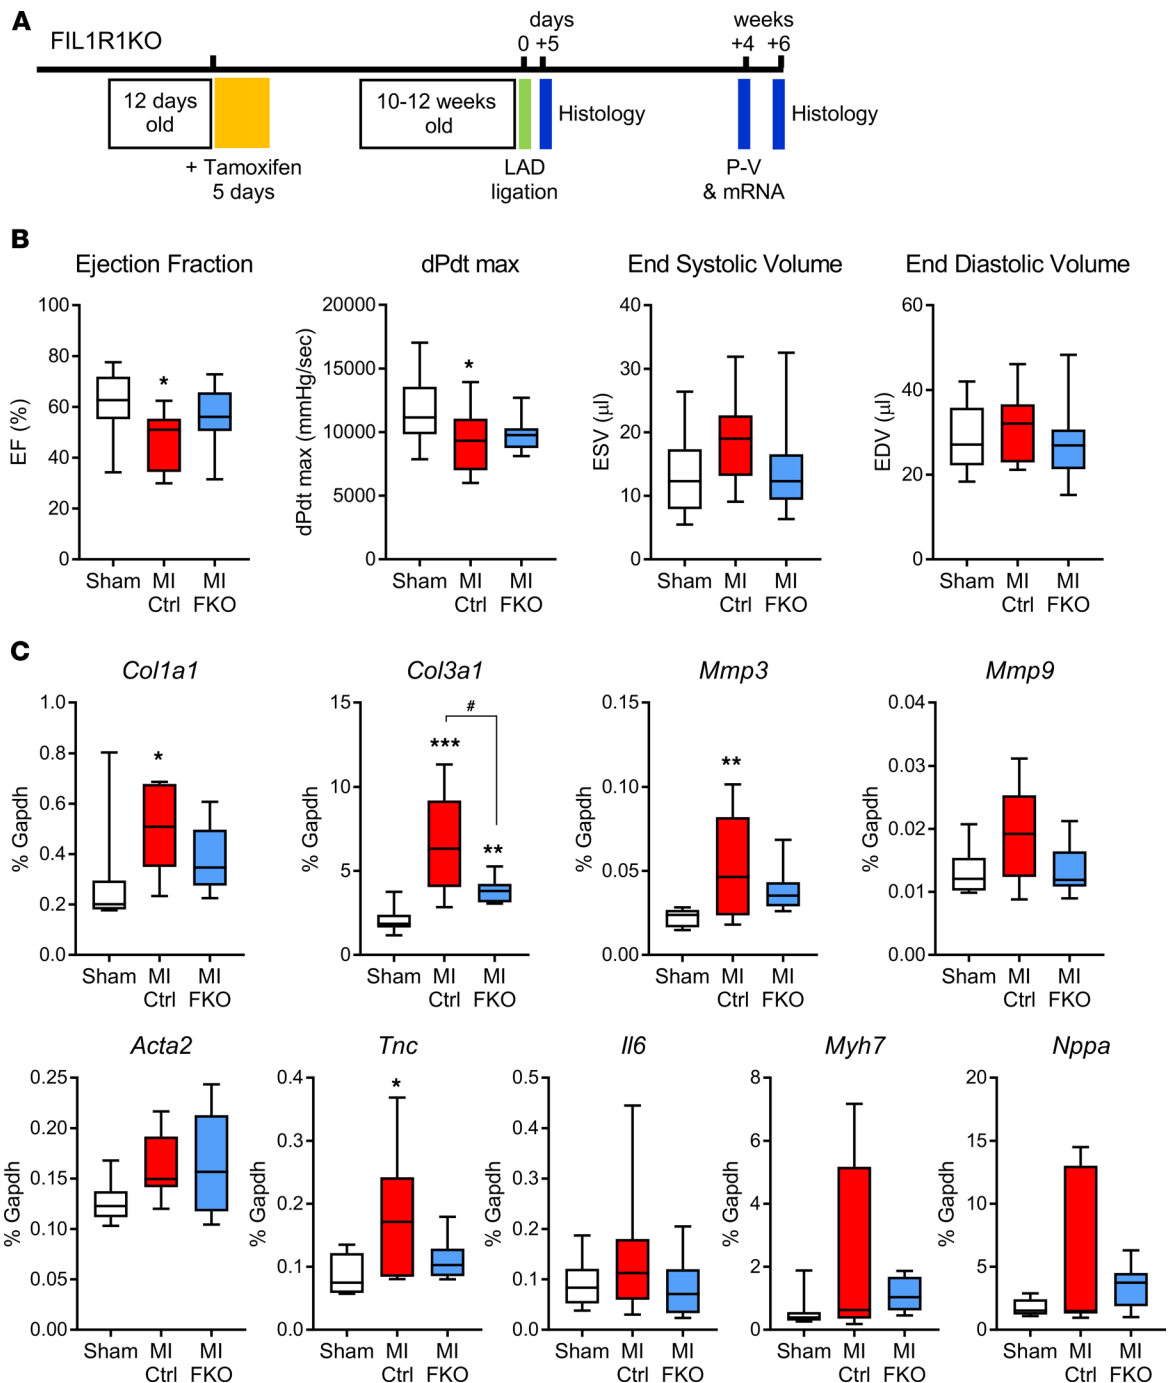 A
FIL1R1KO
days
weeks
0 +5
+4 +6
12 days
old
10-12 weeks
old
Histology
Histology
+ Tamoxifen
5 days
LAD
ligation
P-V
& mRNA
B
Ejection Fraction
EF (%)
100
80
60
40
20
0
*
Sham MI MI
Ctrl FKO
dPdt max
dPdt max (mmHg/sec)
20000
15000
10000
5000
0
*
Sham MI MI
Ctrl FKO
End Systolic Volume
ESV (µl)
40
30
20
10
0
Sham MI MI
Ctrl FKO
End Diastolic Volume
EDV (µl)
60
40
20
0
Sham MI MI
Ctrl FKO
C
Col1a1
% Gapdh
1.0
0.8
0.6
0.4
0.2
0.0
*
Sham MI MI
Ctrl FKO
Col3a1
% Gapdh
15
10
5
0
#
***
**
Sham MI MI
Ctrl FKO
Mmp3
% Gapdh
0.15
0.10
0.05
0.00
**
Sham MI MI
Ctrl FKO
Mmp9
% Gapdh
0.04
0.03
0.02
0.01
0.00
Sham MI MI
Ctrl FKO
Acta2
% Gapdh
0.25
0.20
0.15
0.10
0.05
0.00
Sham MI MI
Ctrl FKO
Tnc
% Gapdh
0.4
0.3
0.2
0.1
0.0
*
Sham MI MI
Ctrl FKO
Il6
% Gapdh
0.5
0.4
0.3
0.2
0.1
0.0
Sham MI MI
Ctrl FKO
Myh7
% Gapdh
8
6
4
2
0
Sham MI MI
Ctrl FKO
Nppa
% Gapdh
20
15
10
5
0
Sham MI MI
Ctrl FKO